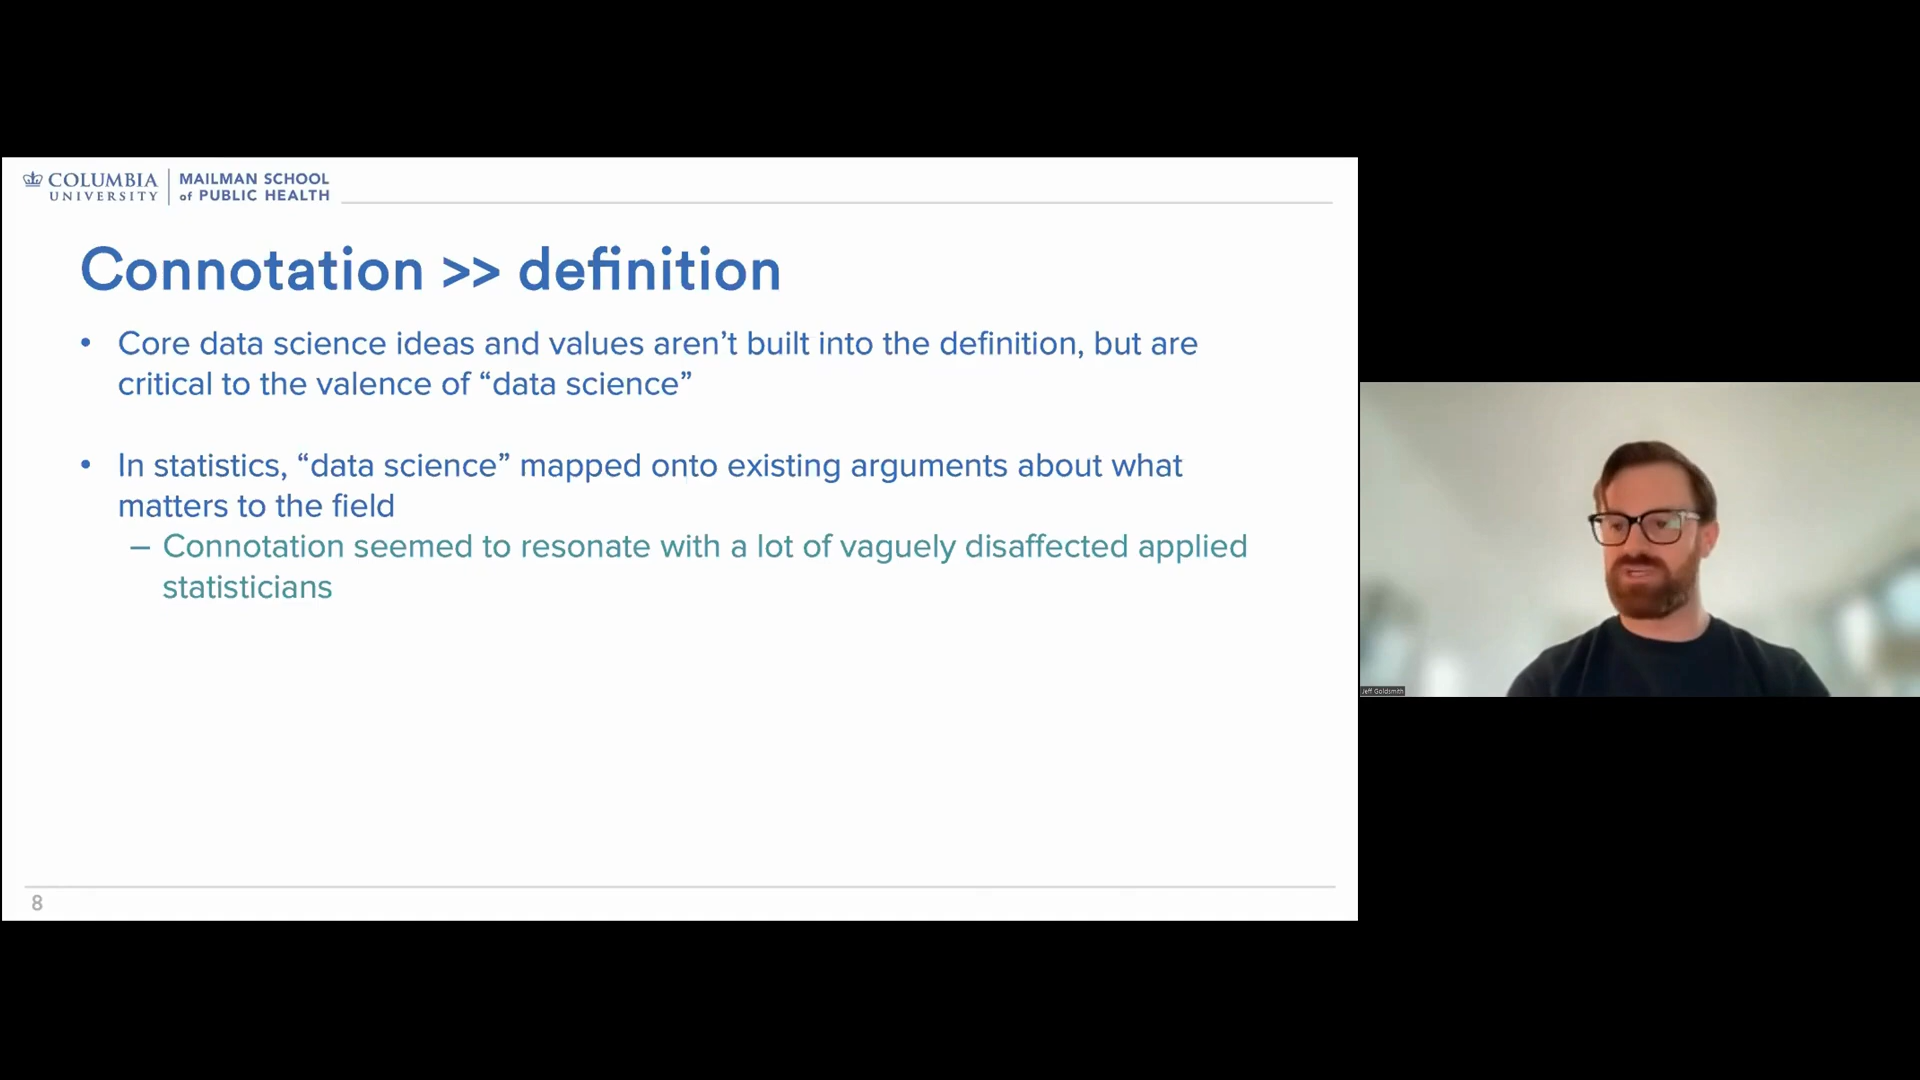 COLUMBIA
UNIVERSITY
MAILMAN SCHOOL
of PUBLIC HEALTH
Connotation >> definition
• Core data science ideas and values aren’t built into the definition, but are
critical to the valence of “data science”
• In statistics, “data science” mapped onto existing arguments about what
matters to the field
– Connotation seemed to resonate with a lot of vaguely disaffected applied
statisticians
Jeff Goldsmith
8